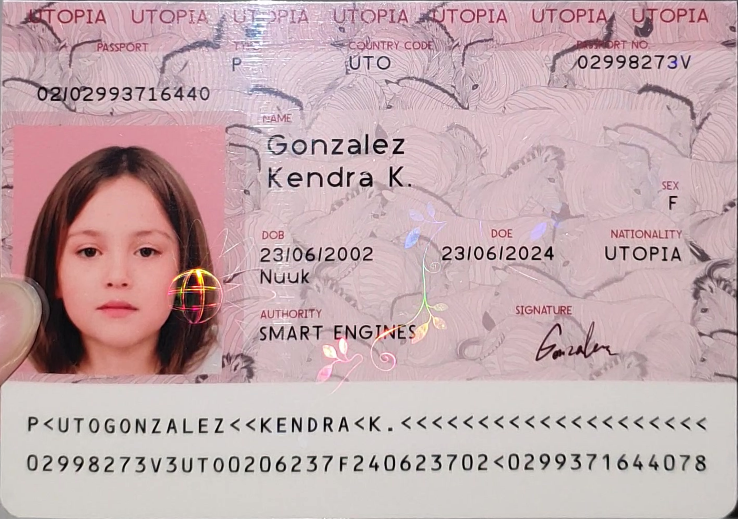 UTOPIA UTOPIA UTOPIA UTOPIA UTOPIA UTOPIA UTOPIA
PASSPORT TYPE COUNTRY CODE PASSPORT NO.
P UTO 02998273V
02/02993716440
NAME
Gonzalez
Kendra K.
SEX
F
DOB DOE NATIONALITY
23/06/2002 23/06/2024 UTOPIA
Nuuk
AUTHORITY SIGNATURE
SMART ENGINES Gonzalez
P<UTOGONZALEZ<<KENDRA<K.<<<<<<<<<<<<<<<<<<<<
02998273V3UTO0206237F240623702<0299371644078